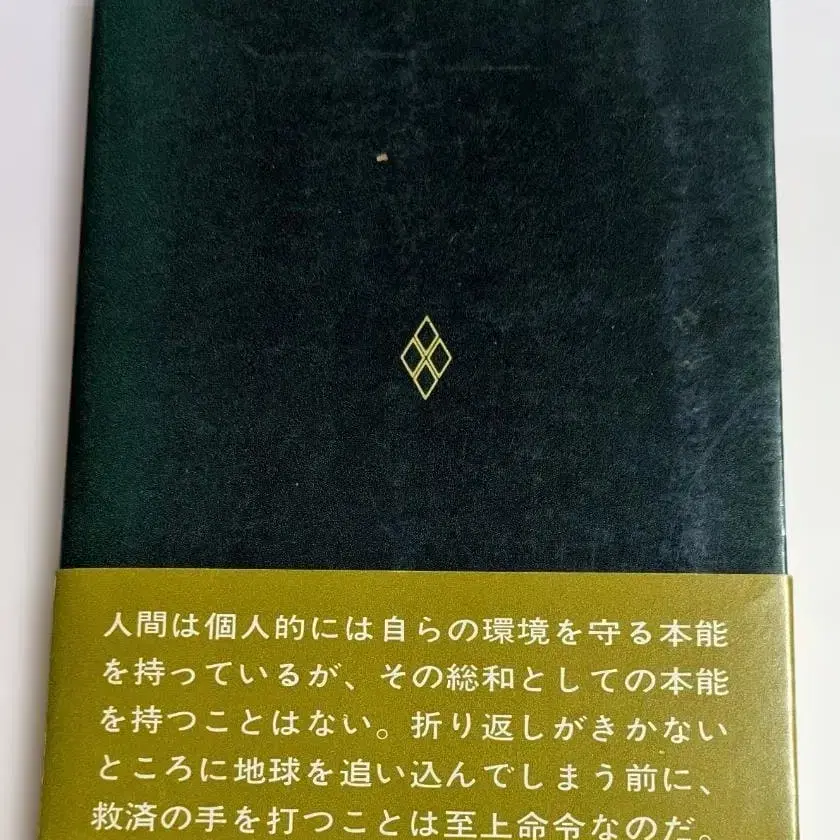 人間は個人的には自らの環境を守る本能
を持っているが、その総和としての本能
を持つことはない。折り返しがきかない
ところに地球を追い込んでしまう前に、
救済の手を打つことは至上命令なのだ。